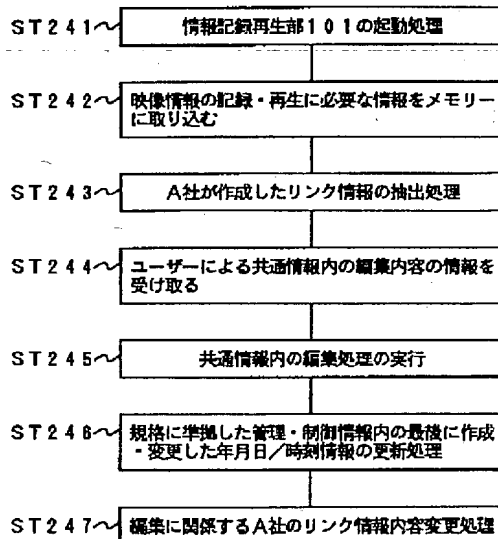 ST241 情報記録再生部101の起動処理
ST242 映像情報の記録・再生に必要な情報をメモリー
に取り込む
ST243 A社が作成したリンク情報の抽出処理
ST244 ユーザーによる共通情報内の編集内容の情報を
受け取る
ST245 共通情報内の編集処理の実行
ST246 規格に準拠した管理・制御情報内の最後に作成
・変更した年月日/時刻情報の更新処理
ST247 編集に関係するA社のリンク情報内容変更処理